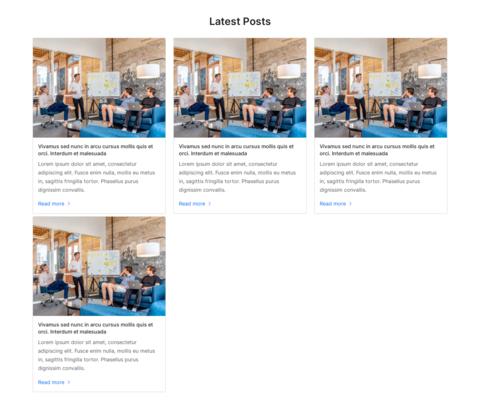 Latest Posts
Vivamus sed nunc in arcu cursus mollis quis et
orci. Interdum et malesuada
Lorem ipsum dolor sit amet, consectetur
adipiscing elit. Fusce enim nulla, mollis eu metus
in, sagittis fringilla tortor. Phasellus purus
dignissim convallis.
Read more
Vivamus sed nunc in arcu cursus mollis quis et
orci. Interdum et malesuada
Lorem ipsum dolor sit amet, consectetur
adipiscing elit. Fusce enim nulla, mollis eu metus
in, sagittis fringilla tortor. Phasellus purus
dignissim convallis.
Read more
Vivamus sed nunc in arcu cursus mollis quis et
orci. Interdum et malesuada
Lorem ipsum dolor sit amet, consectetur
adipiscing elit. Fusce enim nulla, mollis eu metus
in, sagittis fringilla tortor. Phasellus purus
dignissim convallis.
Read more
Vivamus sed nunc in arcu cursus mollis quis et
orci. Interdum et malesuada
Lorem ipsum dolor sit amet, consectetur
adipiscing elit. Fusce enim nulla, mollis eu metus
in, sagittis fringilla tortor. Phasellus purus
dignissim convallis.
Read more